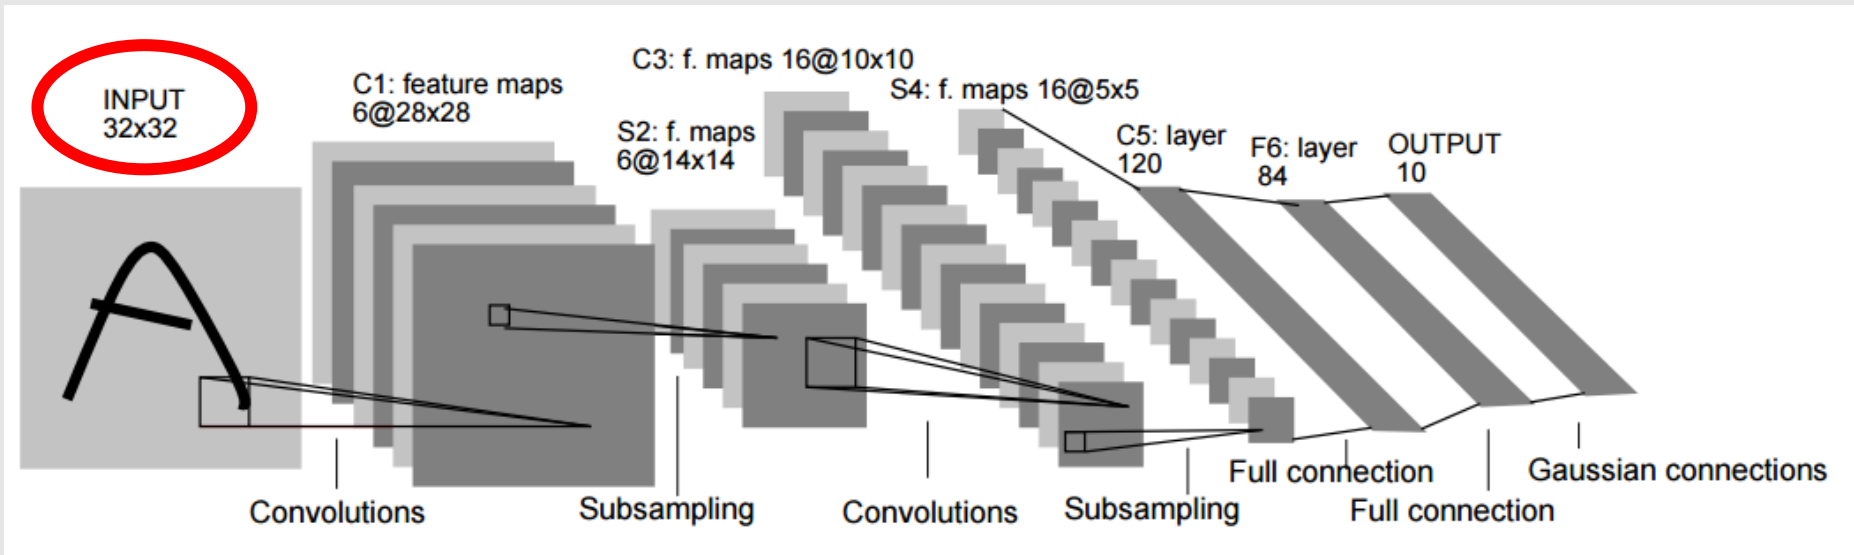 INPUT
32x32
C1: feature maps
6@28x28
S2: f. maps
6@14x14
C3: f. maps 16@10x10
S4: f. maps 16@5x5
C5: layer
120
F6: layer
84
OUTPUT
10
Convolutions
Subsampling
Convolutions
Subsampling
Full connection
Full connection
Gaussian connections